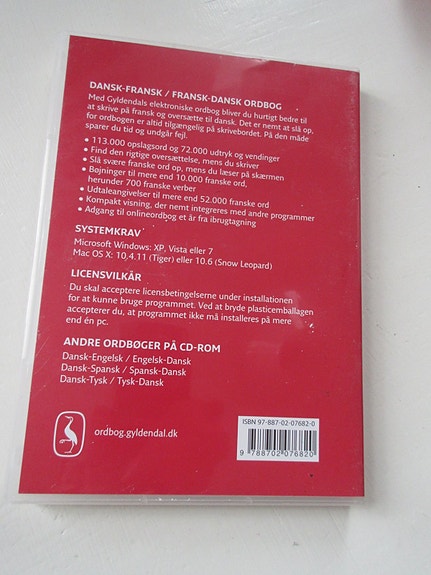 DANSK-FRANSK / FRANSK-DANSK ORDBOG
Med Gyldendals elektroniske ordbog bliver du hurtigt bedre til
at skrive på fransk og oversætte til dansk. Det er nemt at slå op,
for ordbogen er altid tilgængelig på skrivebordet. På den måde
sparer du tid og undgår fejl.
• 113.000 opslagsord og 72.000 udtryk og vendinger
• Find den rigtige oversættelse, mens du skriver
• Slå svære franske ord op, mens du læser på skærmen
• Bøjninger til mere end 10.000 franske ord,
herunder 700 franske verber
• Udtaleangivelser til mere end 52.000 franske ord
• Kompakt visning, der nemt integreres med andre programmer
• Adgang til onlineordbog et år fra ibrugtagning
SYSTEMKRAV
Microsoft Windows: XP, Vista eller 7
Mac OS X: 10,4.11 (Tiger) eller 10.6 (Snow Leopard)
LICENSVILKÅR
Du skal acceptere licensbetingelserne under installationen
for at kunne bruge programmet. Ved at bryde plasticemballagen
accepterer du, at programmet ikke må installeres på mere
end én pc.
ANDRE ORDBØGER PÅ CD-ROM
Dansk-Engelsk / Engelsk-Dansk
Dansk-Spansk / Spansk-Dansk
Dansk-Tysk / Tysk-Dansk
ordbog.gyldendal.dk
ISBN 97-887-02-07682-0
9 788702 076820